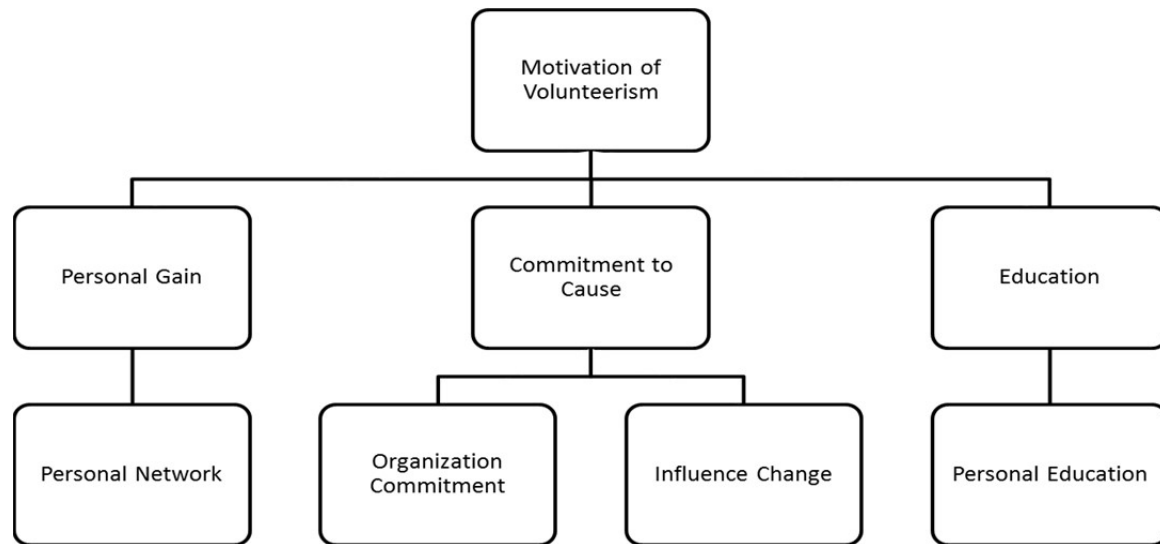 Motivation of
Volunteerism
Personal Gain
Commitment to
Cause
Education
Personal Network
Organization
Commitment
Influence Change
Personal Education